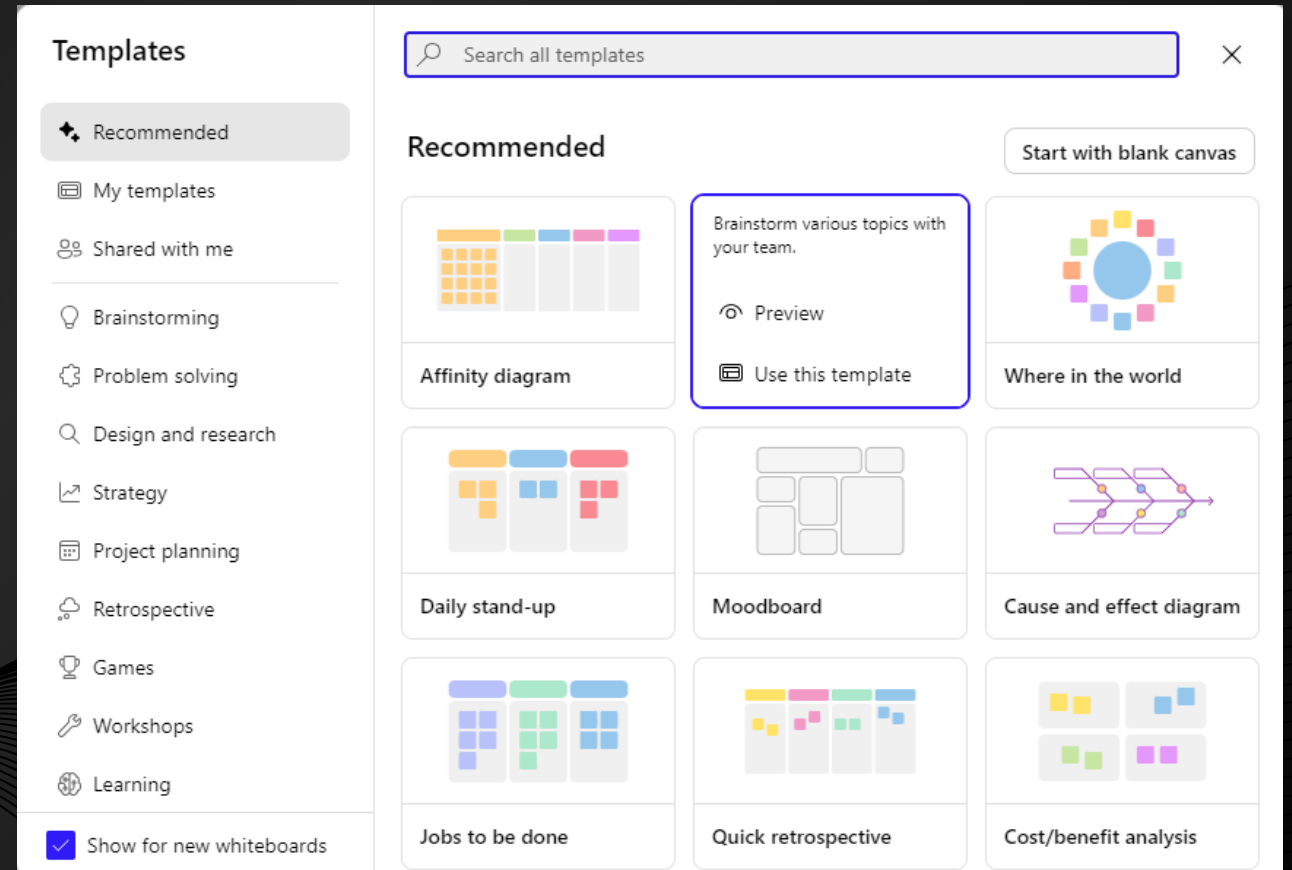 Templates
Recommended
My templates
Shared with me
Brainstorming
Problem solving
Design and research
Strategy
Project planning
Retrospective
Games
Workshops
Learning
Show for new whiteboards
Search all templates
Recommended
Start with blank canvas
Affinity diagram
Brainstorm various topics with
your team.
Preview
Use this template
Where in the world
Daily stand-up
Moodboard
Cause and effect diagram
Jobs to be done
Quick retrospective
Cost/benefit analysis